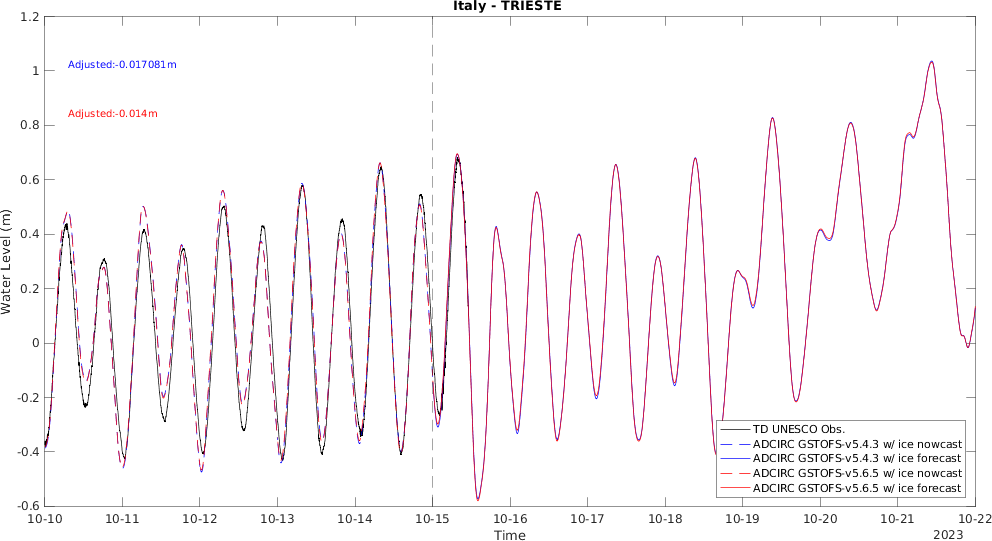 Italy - TRIESTE
Adjusted:-0.017081m
Adjusted:-0.014m
Water Level (m)
1.2
1
0.8
0.6
0.4
0.2
0
-0.2
-0.4
-0.6
10-10
10-11
10-12
10-13
10-14
10-15
10-16
10-17
10-18
10-19
10-20
10-21
10-22
Time
2023
TD UNESCO Obs.
ADCIRC GSTOFS-v5.4.3 w/ ice nowcast
ADCIRC GSTOFS-v5.4.3 w/ ice forecast
ADCIRC GSTOFS-v5.6.5 w/ ice nowcast
ADCIRC GSTOFS-v5.6.5 w/ ice forecast